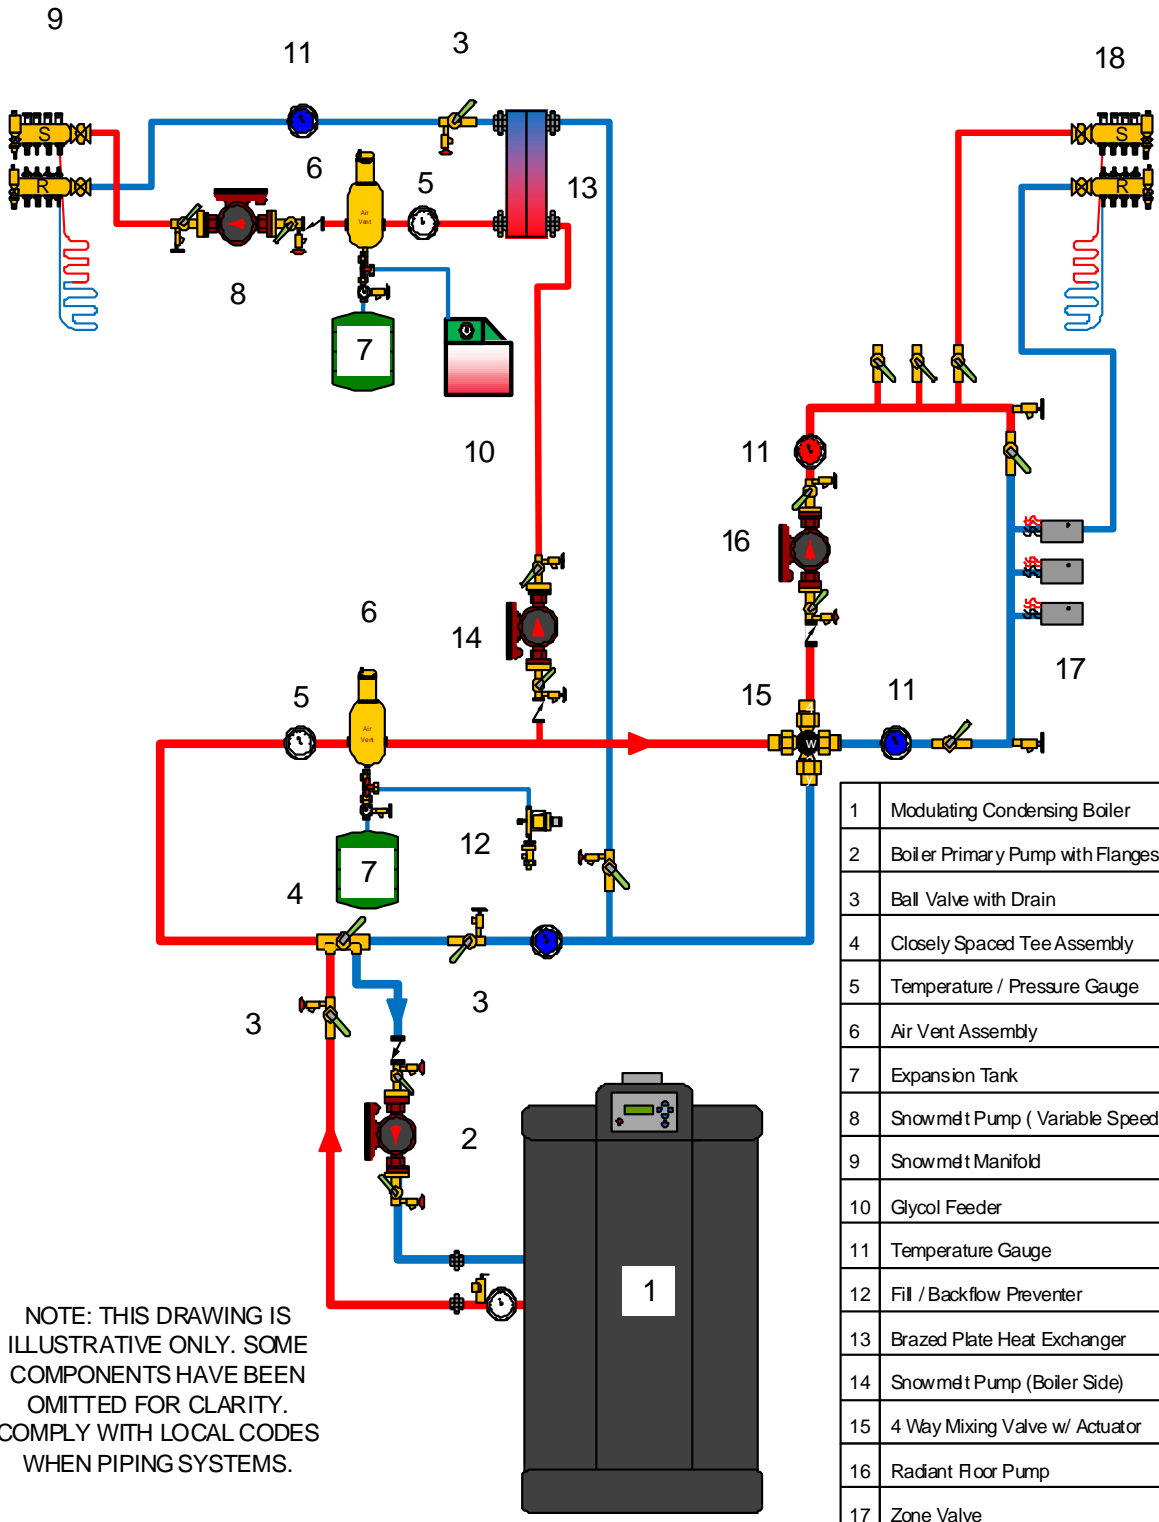 9
11
3
18
S
S
R
R
6
5
13
Air
Vent
8
7
10
11
16
6
14
5
15
11
17
Air
Vent
W
12
7
4
3
3
2
1
1 Modulating Condensing Boiler
2 Boiler Primary Pump with Flanges
3 Ball Valve with Drain
4 Closely Spaced Tee Assembly
5 Temperature / Pressure Gauge
6 Air Vent Assembly
7 Expansion Tank
8 Snowmelt Pump ( Variable Speed
9 Snowmelt Manifold
10 Glycol Feeder
11 Temperature Gauge
12 Fill / Backflow Preventer
13 Brazed Plate Heat Exchanger
14 Snowmelt Pump (Boiler Side)
15 4 Way Mixing Valve w/ Actuator
16 Radiant Floor Pump
17 Zone Valve
NOTE: THIS DRAWING IS
ILLUSTRATIVE ONLY. SOME
COMPONENTS HAVE BEEN
OMITTED FOR CLARITY.
COMPLY WITH LOCAL CODES
WHEN PIPING SYSTEMS.